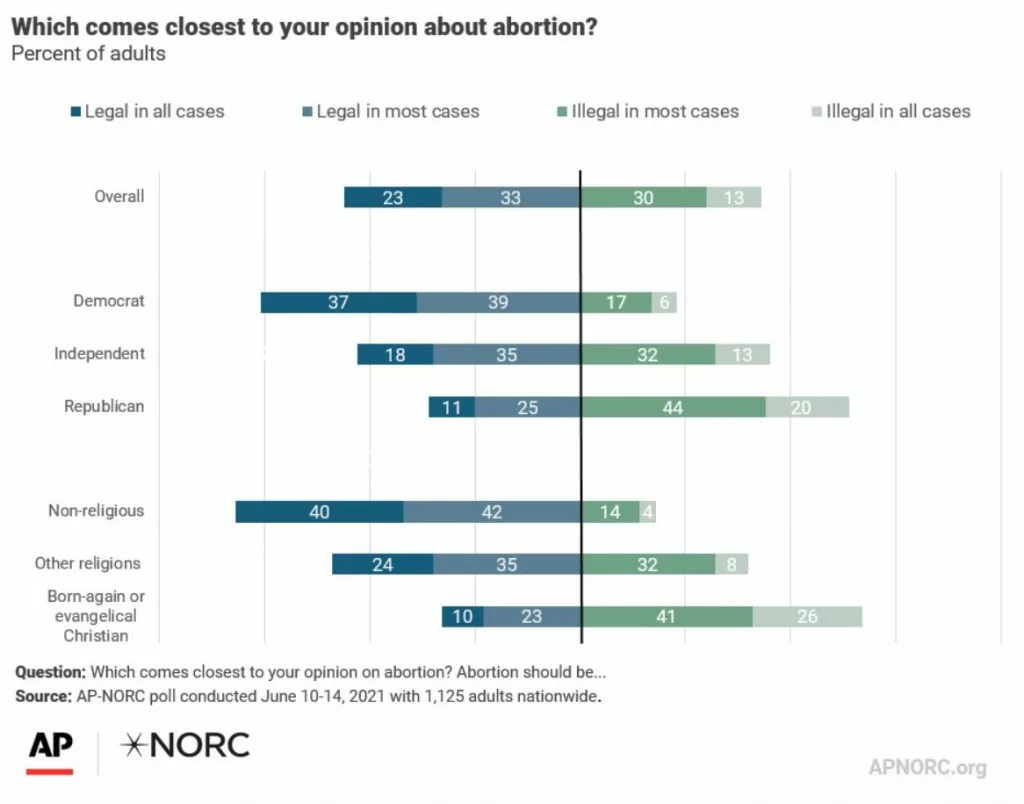 Which comes closest to your opinion about abortion?
Percent of adults
Legal in all cases Legal in most cases Illegal in most cases Illegal in all cases
Overall 23 33 30 13
Democrat 37 39 17 6
Independent 18 35 32 13
Republican 11 25 44 20
Non-religious 40 42 14 4
Other religions 24 35 32 8
Born-again or
evangelical 10 23 41 26
Christian
Question: Which comes closest to your opinion on abortion? Abortion should be...
Source: AP-NORC poll conducted June 10-14, 2021 with 1,125 adults nationwide.
AP NORC
APNORC.org